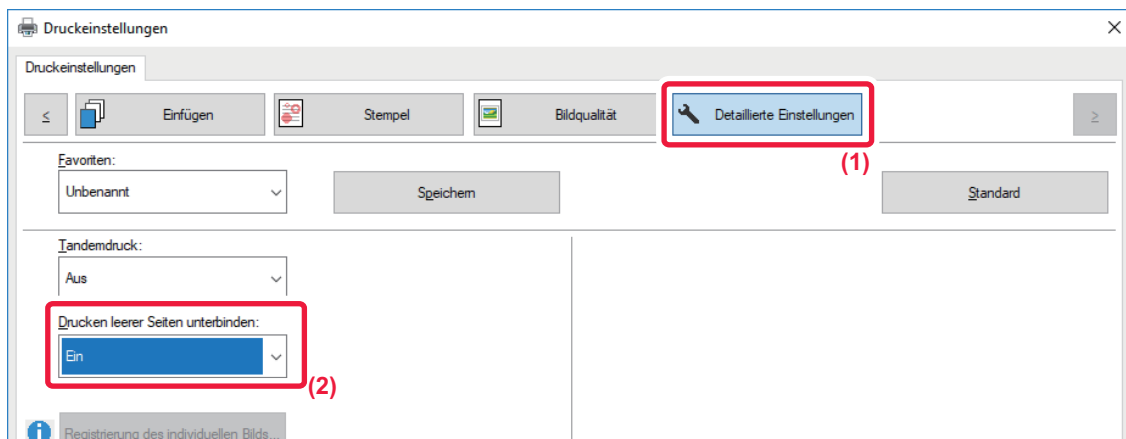 Druckeinstellungen
Druckeinstellungen
< Einfügen Stempel Bildqualität Detaillierte Einstellungen >
(1)
Favoriten:
Unbenannt Speichern Standard
Tandemdruck:
Aus
Drucken leerer Seiten unterbinden:
Ein
(2)
Registrierung des individuellen Bilds...